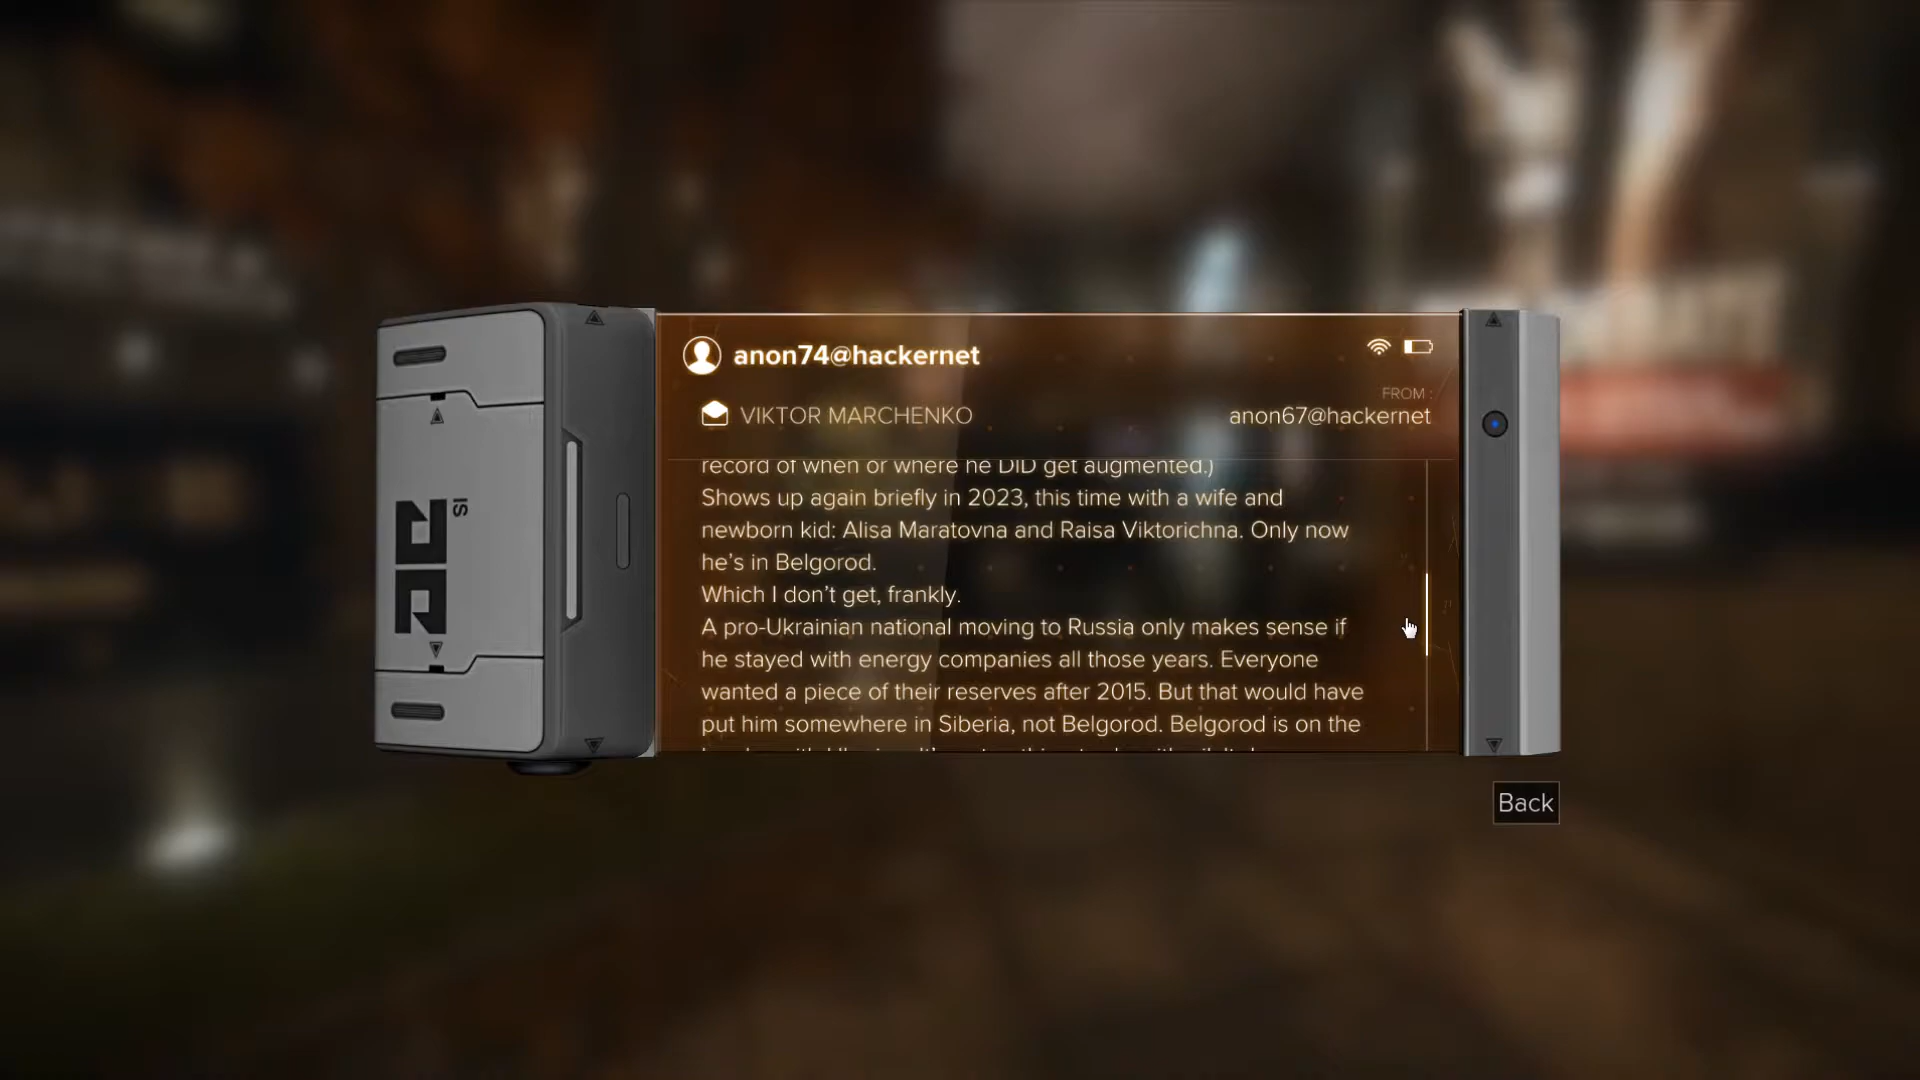 anon74@hackernet
FROM :
VIKTOR MARCHENKO
anon67@hackernet
record of when or where he DID get augmented.)
Shows up again briefly in 2023, this time with a wife and
newborn kid: Alisa Maratovna and Raisa Viktorichna. Only now
he's in Belgorod.
Which I don't get, frankly.
A pro-Ukrainian national moving to Russia only makes sense if
he stayed with energy companies all those years. Everyone
wanted a piece of their reserves after 2015. But that would have
put him somewhere in Siberia, not Belgorod. Belgorod is on the
IS
Back